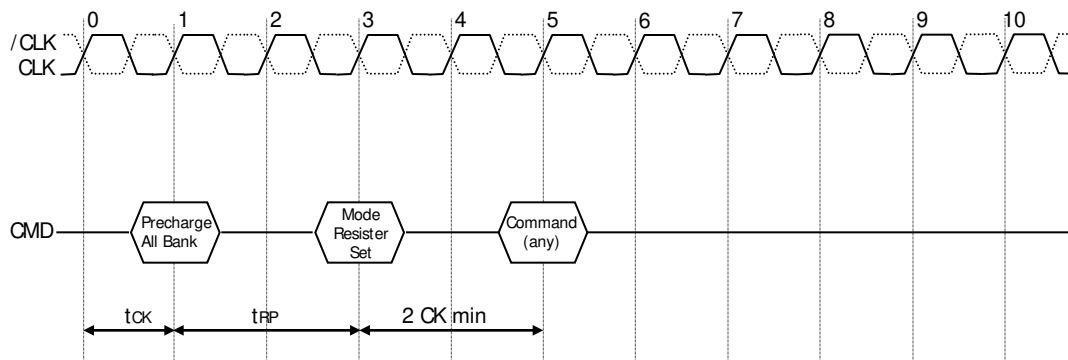 0 1 2 3 4 5 6 7 8 9 10
/CLK
CLK
CMD
Precharge
All Bank
Mode
Resister
Set
Command
(any)
tCK tRP 2 CK min